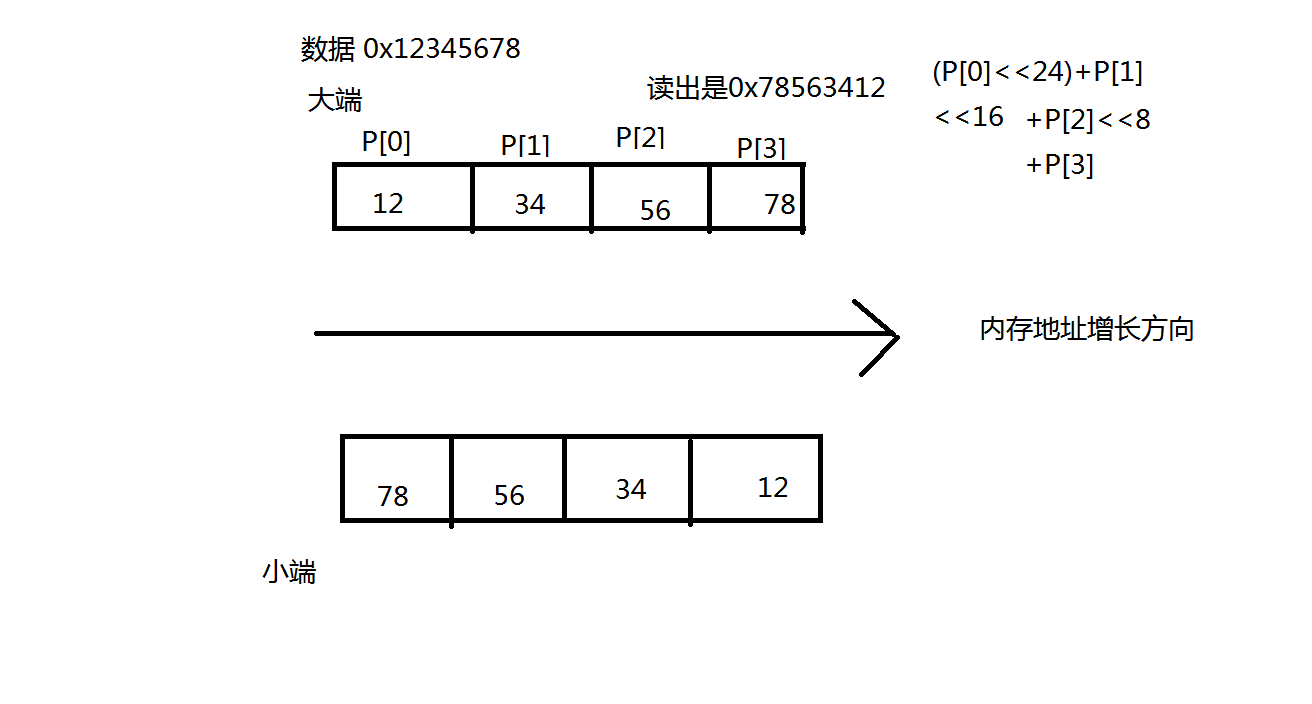 数据 0x12345678
大端
读出是0x78563412
(P[0]<<24)+P[1]
<<16 +P[2]<<8
+P[3]
P[0] P[1] P[2] P[3]
12 34 56 78
内存地址增长方向
78 56 34 12
小端